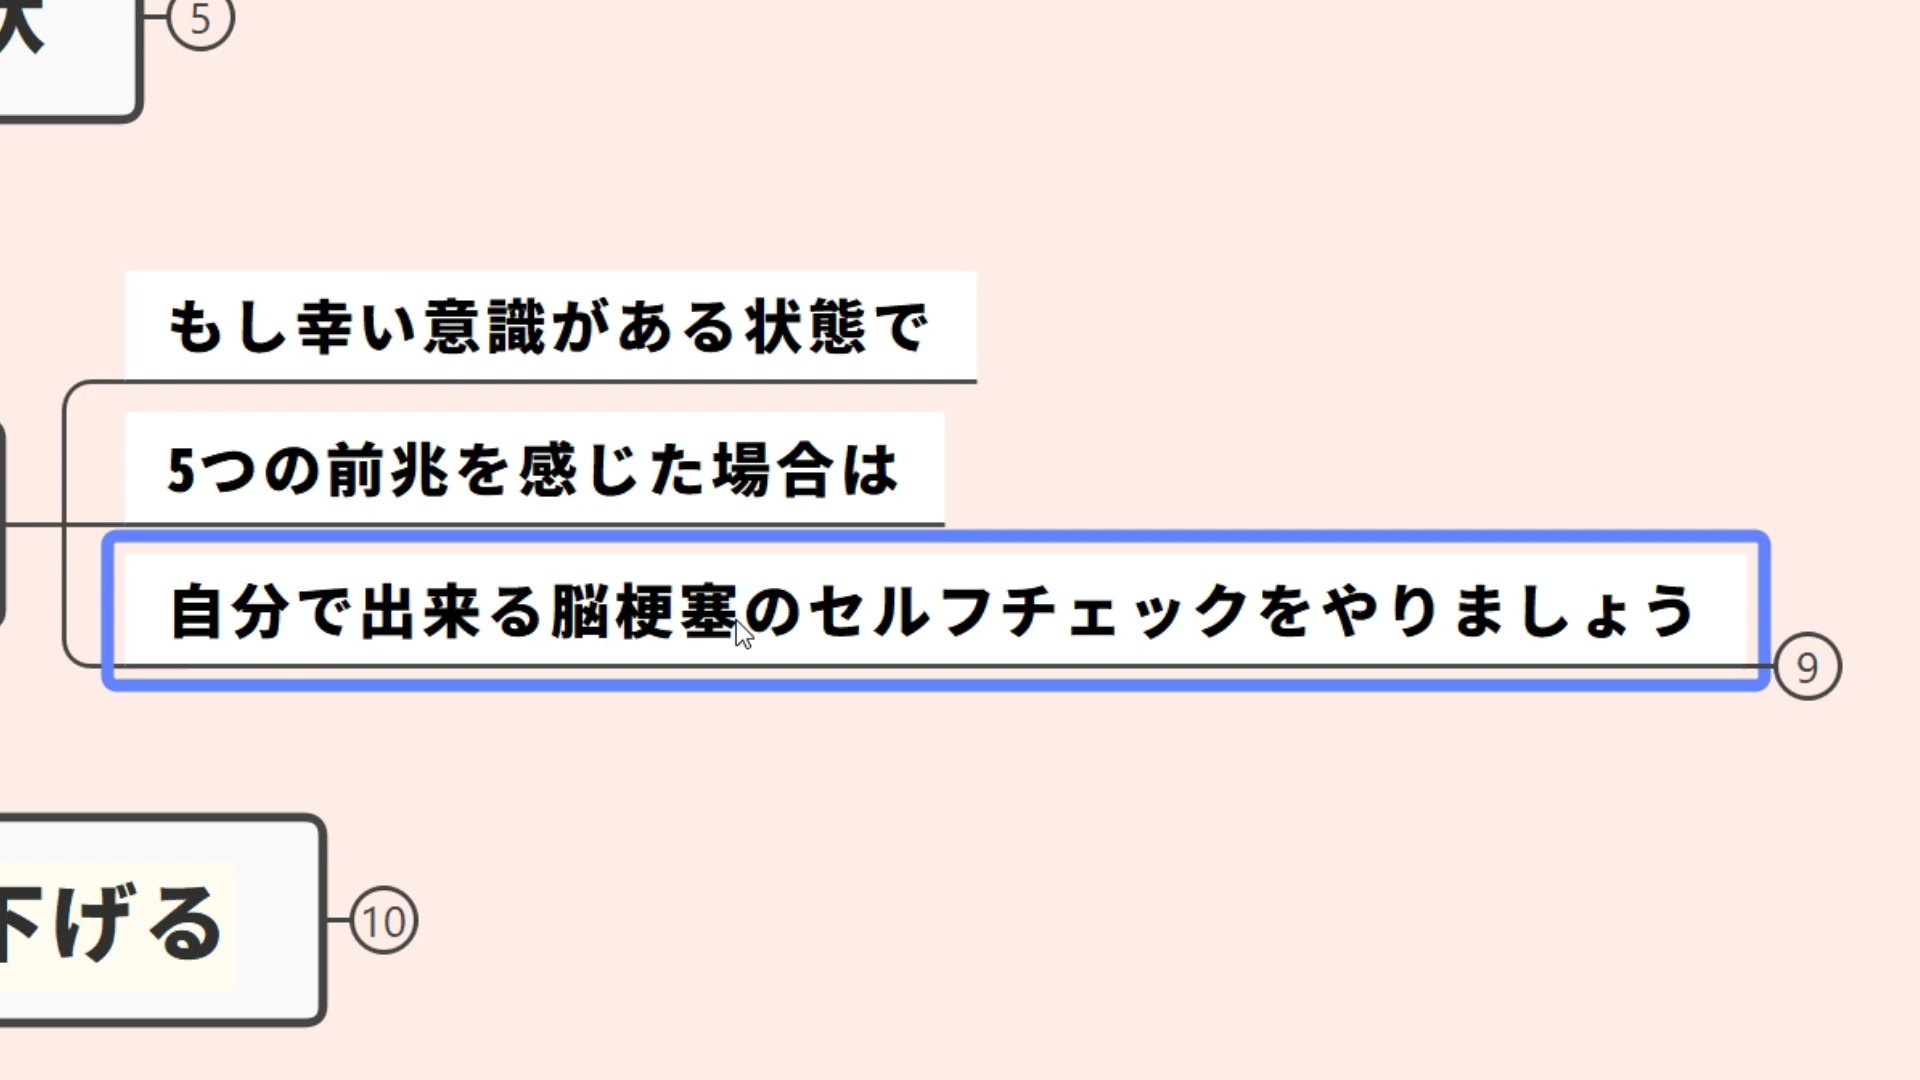 5
もし幸い意識がある状態で
5つの前兆を感じた場合は
自分で出来る脳梗塞のセルフチェックをやりましょう
9
下げる
10